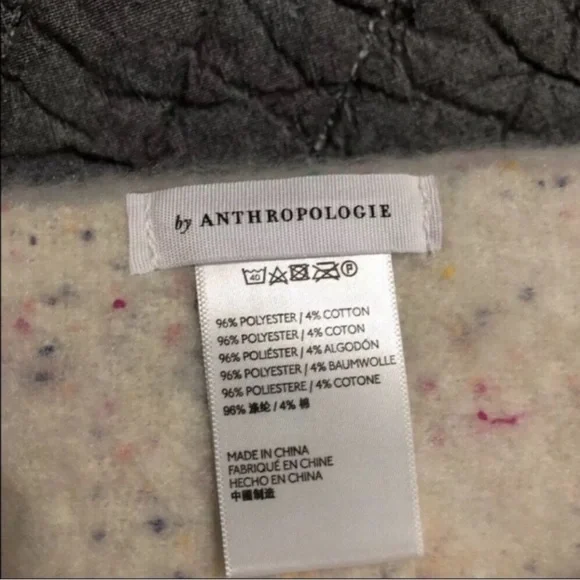 by ANTHROPOLOGIE
40 P
96% POLYESTER / 4% COTTON
96% POLYESTER / 4% COTON
96% POLIÉSTER / 4% ALGODÓN
96% POLYESTER / 4% BAUMWOLLE
96% POLIESTERE / 4% COTONE
96% 涤纶 / 4% 棉
MADE IN CHINA
FABRIQUÉ EN CHINE
HECHO EN CHINA
中國制造